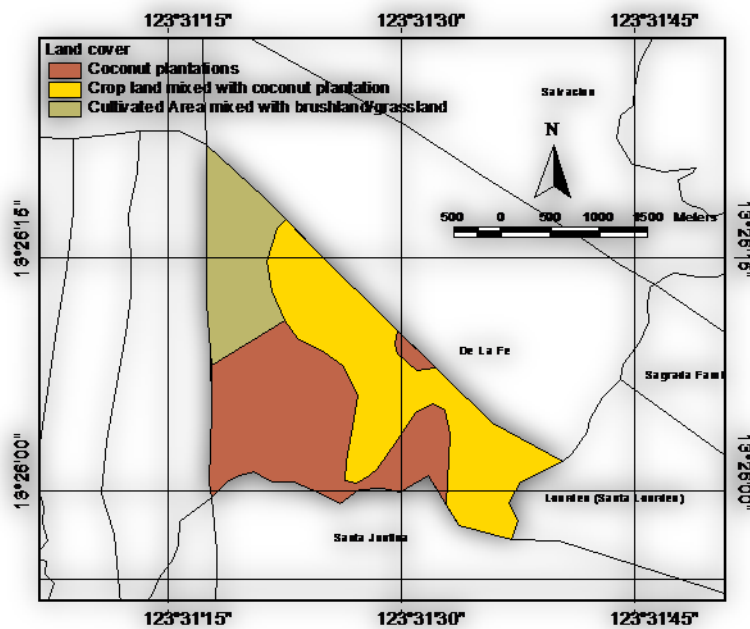 123°31'15" 123°31'30" 123°31'45"
Land cover
Coconut plantations
Crop land mixed with coconut plantation
Cultivated Area mixed with brushland/grassland
N
500 0 500 1000 1500 Meters
13°26'15" 13°26'15"
De La Fe
Sagrada Fami
13°26'00" 13°26'00"
Lourdes (Santa Lourdes)
Santa Justina
123°31'15" 123°31'30" 123°31'45"